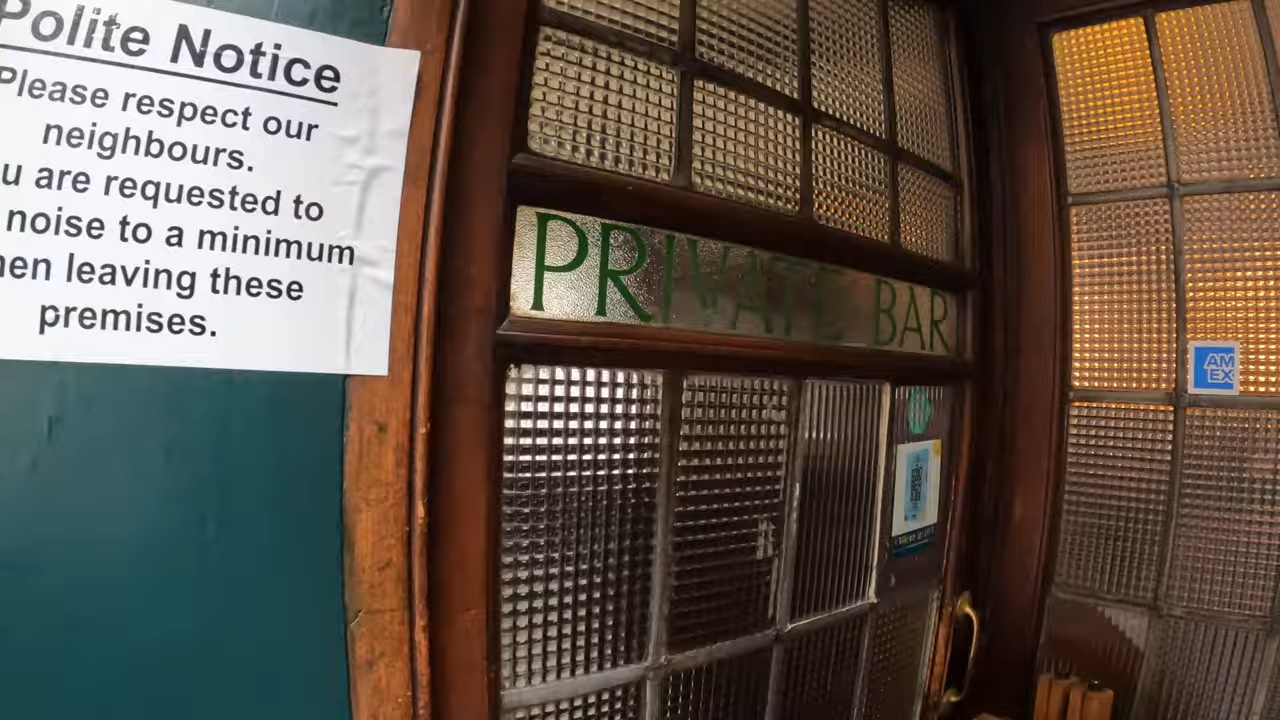 Polite Notice
Please respect our
neighbours.
u are requested to
noise to a minimum
hen leaving these
premises.
PRIVATE BAR
AM
EX